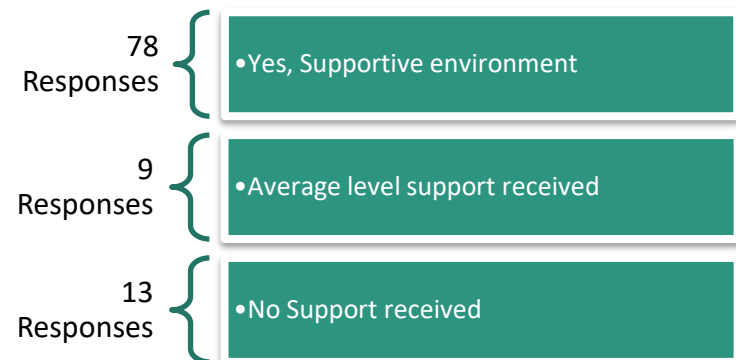 78
Responses
•Yes, Supportive environment
9
Responses
•Average level support received
13
Responses
•No Support received